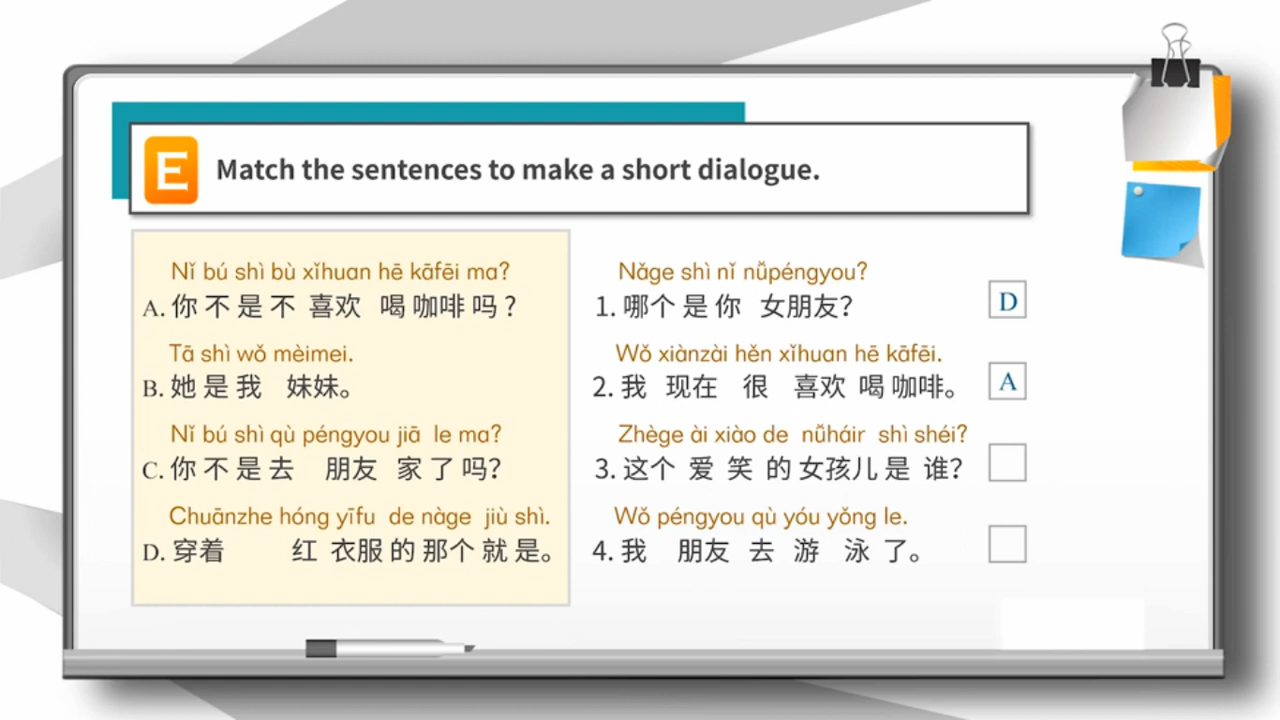 E Match the sentences to make a short dialogue.
Nǐ bú shì bù xǐhuan hē kāfēi ma?
A. 你不是不喜欢 喝咖啡吗?
Tā shì wǒ mèimei.
B. 她是我 妹妹。
Nǐ bú shì qù péngyou jiā le ma?
C. 你不是去 朋友 家了吗?
Chuānzhe hóng yīfu de nàge jiù shì.
D. 穿着 红 衣服的那个就是。
Nǎge shì nǐ nǚpéngyou?
1. 哪个是你 女朋友? D
Wǒ xiànzài hěn xǐhuan hē kāfēi.
2. 我 现在 很 喜欢 喝咖啡。 A
Zhège ài xiào de nǚháir shì shéi?
3. 这个 爱 笑 的女孩儿是 谁?
Wǒ péngyou qù yóu yǒng le.
4. 我 朋友 去 游 泳 了。